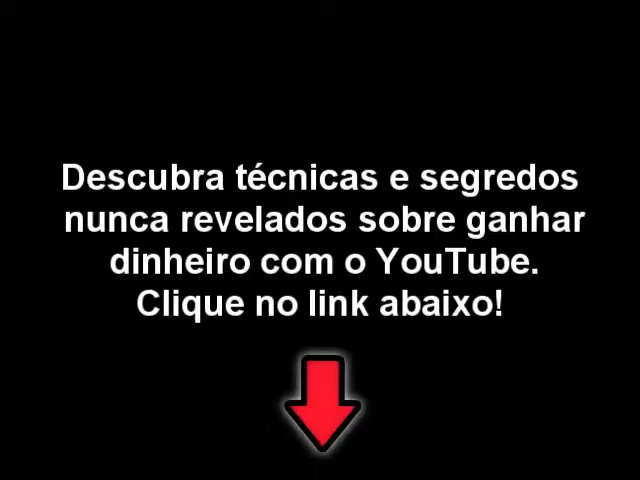 Descubra técnicas e segredos
nunca revelados sobre ganhar
dinheiro com o YouTube.
Clique no link abaixo!